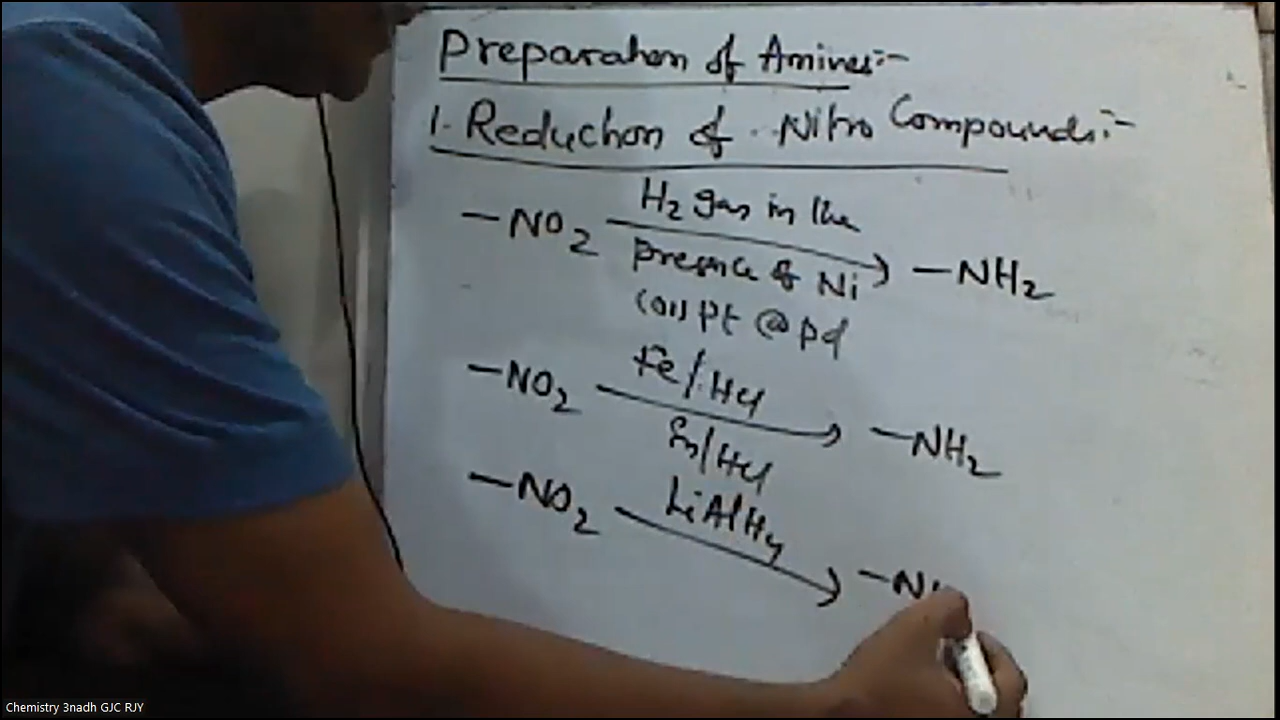 Preparation of Amines:-
1. Reduction of Nitro Compounds:-
-NO2 H2 gas in the -NH2
presence of Ni
(or) Pt @ Pd
-NO2 Fe/HCl -NH2
Sn/HCl
-NO2 LiAlH4 -N
Chemistry 3nadh GJC RJY